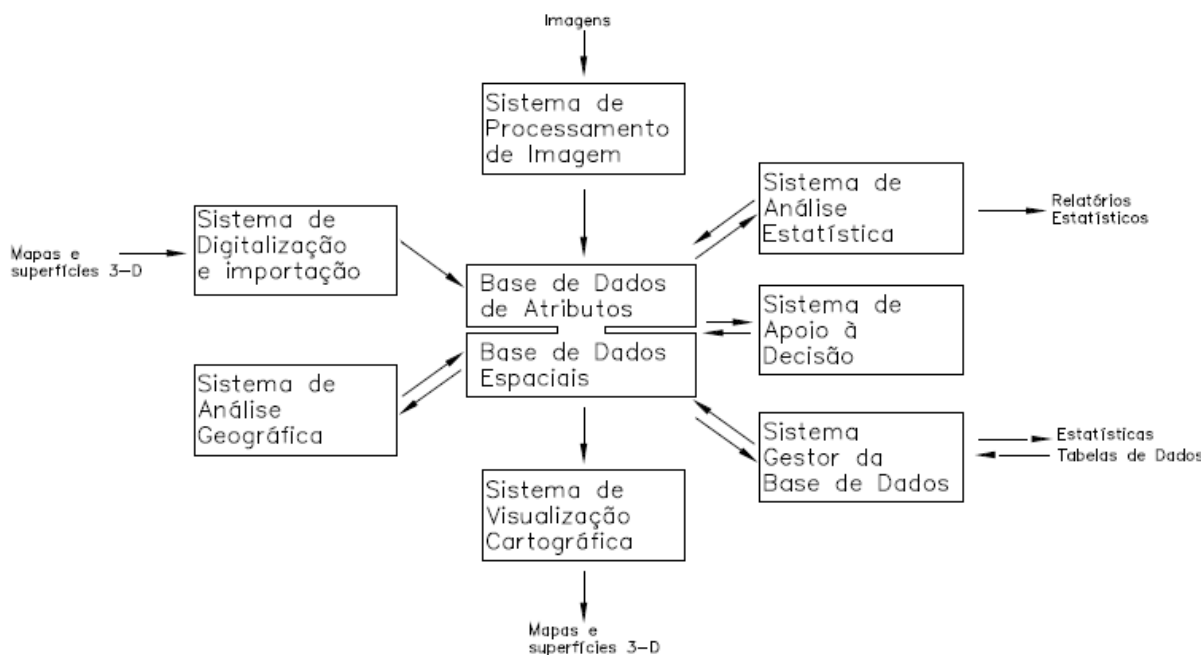 Imagens
Sistema de
Processamento
de Imagem
Sistema de
Análise
Estatística
Relatórios
Estatísticos
Sistema de
Digitalização
e importação
Mapas e
superfícies 3-D
Base de Dados
de Atributos
Sistema de
Apoio à
Decisão
Base de Dados
Espaciais
Sistema de
Análise
Geográfica
Sistema
Gestor da
Base de Dados
Estatísticas
Tabelas de Dados
Sistema de
Visualização
Cartográfica
Mapas e
superfícies 3-D